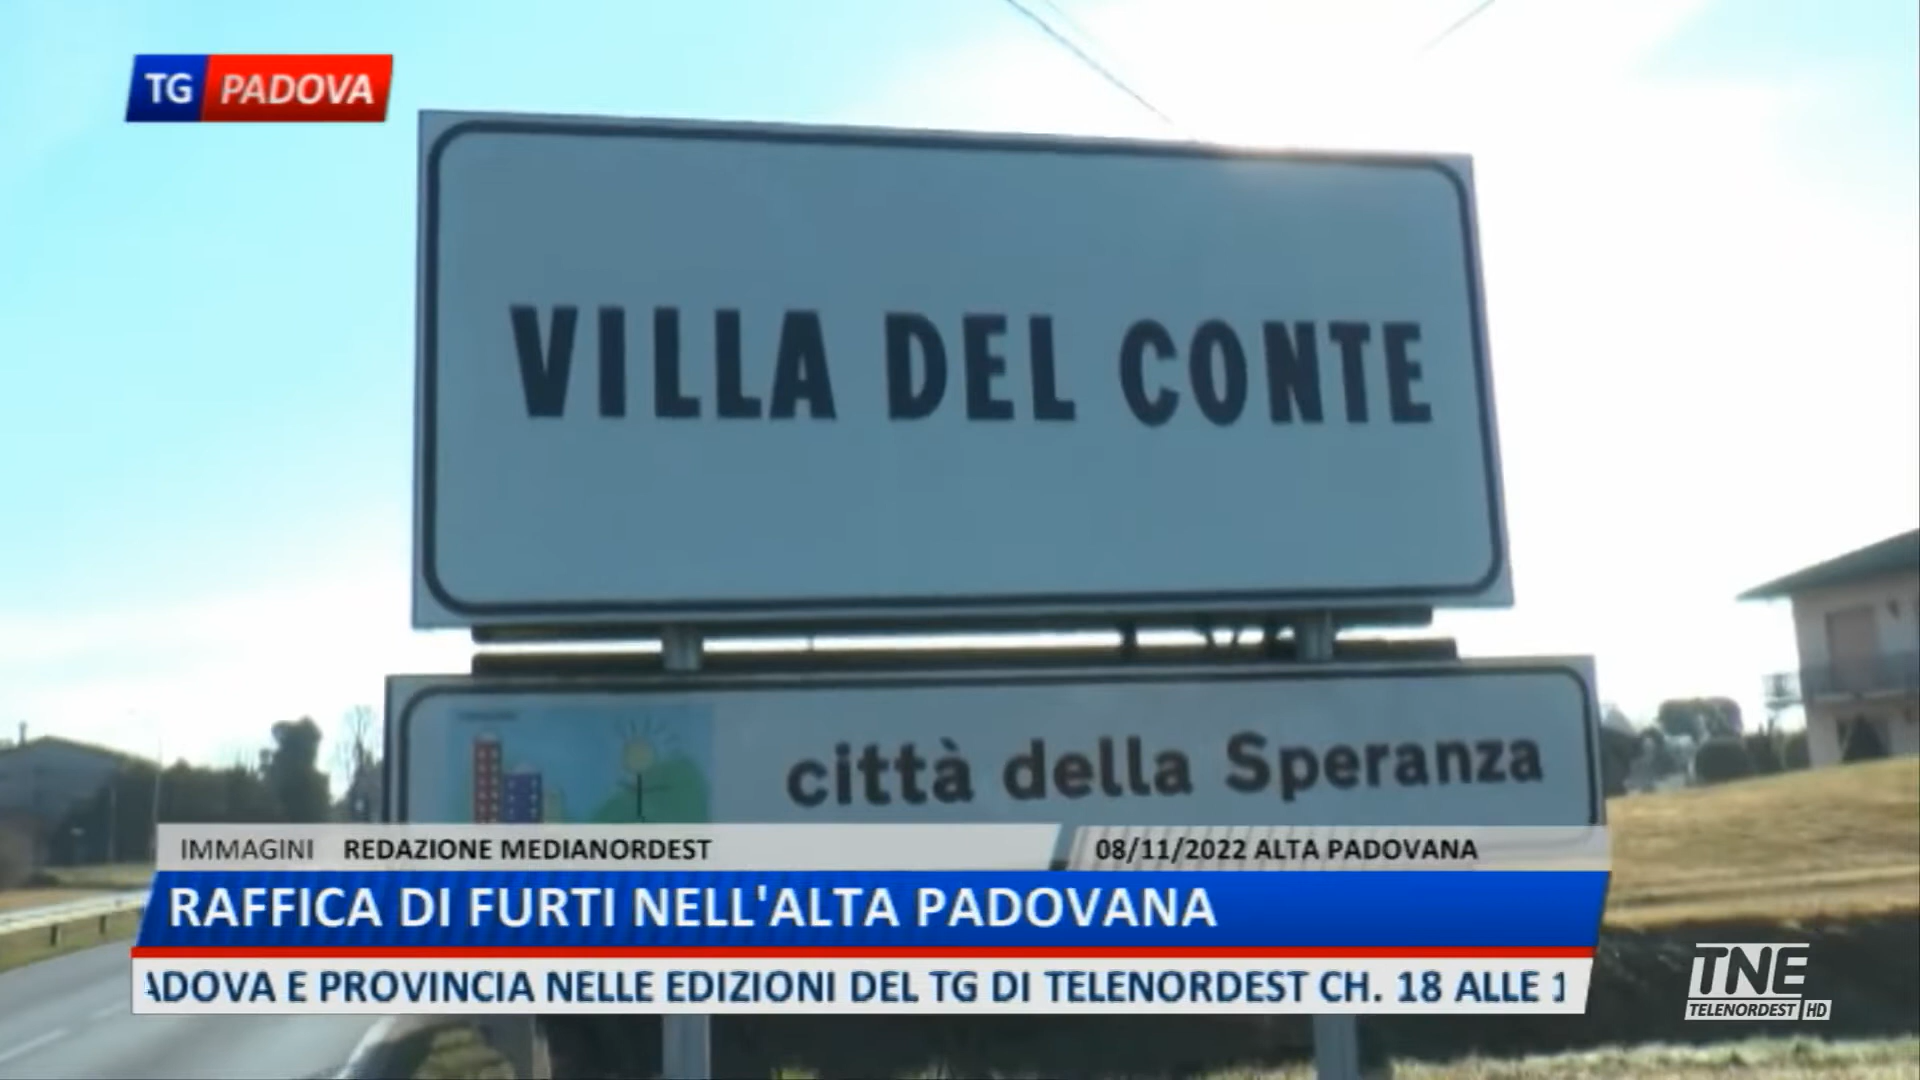 TG PADOVA
VILLA DEL CONTE
città della Speranza
IMMAGINI REDAZIONE MEDIANORDEST
08/11/2022 ALTA PADOVANA
RAFFICA DI FURTI NELL'ALTA PADOVANA
ADOVA E PROVINCIA NELLE EDIZIONI DEL TG DI TELENORDEST CH. 18 ALLE 1
TNE
TELENORDEST HD